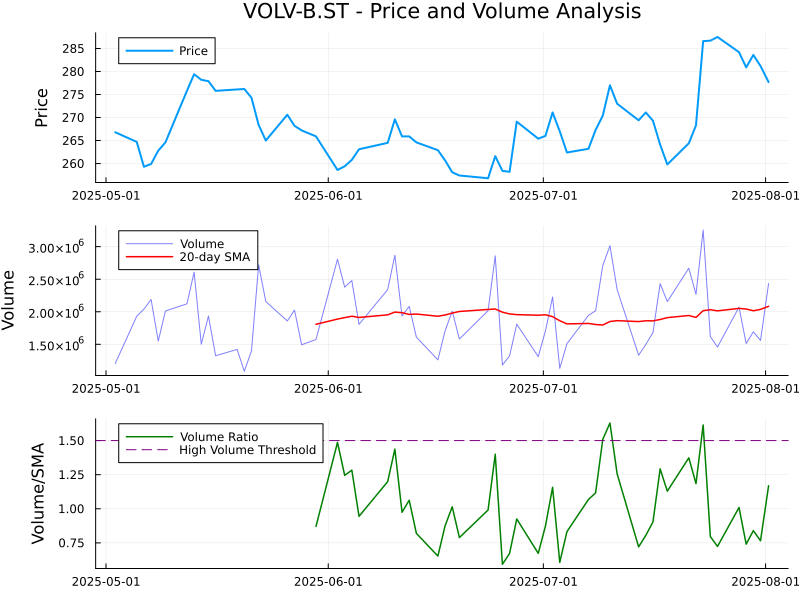 VOLV-B.ST - Price and Volume Analysis
Price
285
280
275
270
265
260
Price
2025-05-01 2025-06-01 2025-07-01 2025-08-01
Volume
20-day SMA
3.00×10⁶
2.50×10⁶
2.00×10⁶
1.50×10⁶
Volume
2025-05-01 2025-06-01 2025-07-01 2025-08-01
Volume Ratio
High Volume Threshold
1.50
1.25
1.00
0.75
Volume/SMA
2025-05-01 2025-06-01 2025-07-01 2025-08-01